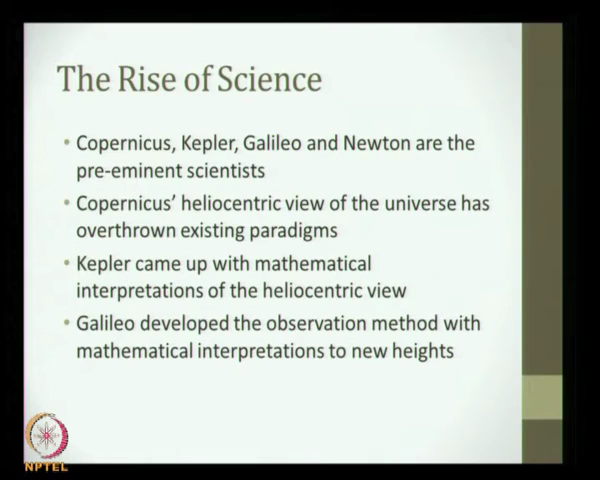 The Rise of Science
• Copernicus, Kepler, Galileo and Newton are the
pre-eminent scientists
• Copernicus' heliocentric view of the universe has
overthrown existing paradigms
• Kepler came up with mathematical
interpretations of the heliocentric view
• Galileo developed the observation method with
mathematical interpretations to new heights
NPTEL